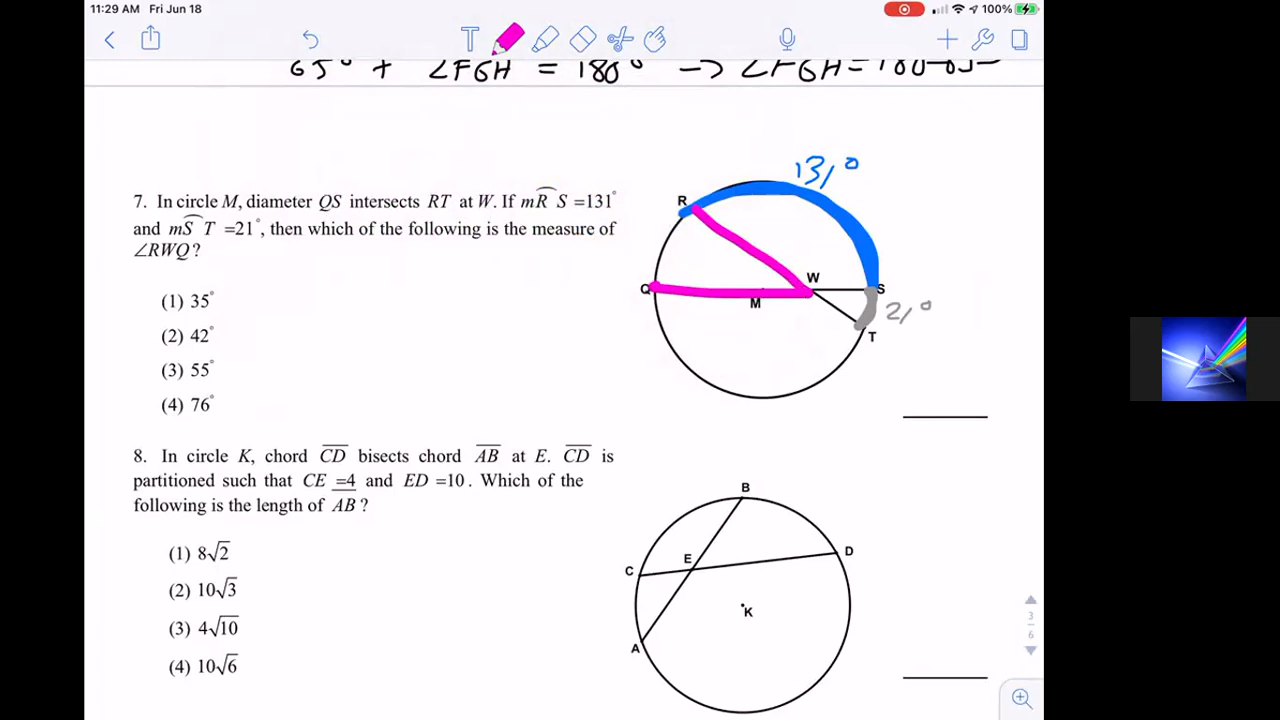 11:29 AM Fri Jun 18
100%
65° + ∠FGH = 180° → ∠FGH = 180-65
131°
7. In circle M, diameter QS intersects RT at W. If mR S =131°
and mS T =21°, then which of the following is the measure of
∠RWQ?
(1) 35°
(2) 42°
(3) 55°
(4) 76°
R
W
Q
S
M
21°
T
8. In circle K, chord CD bisects chord AB at E. CD is
partitioned such that CE =4 and ED =10. Which of the
following is the length of AB?
(1) 8√2
(2) 10√3
(3) 4√10
(4) 10√6
B
D
E
C
K
A
3
6